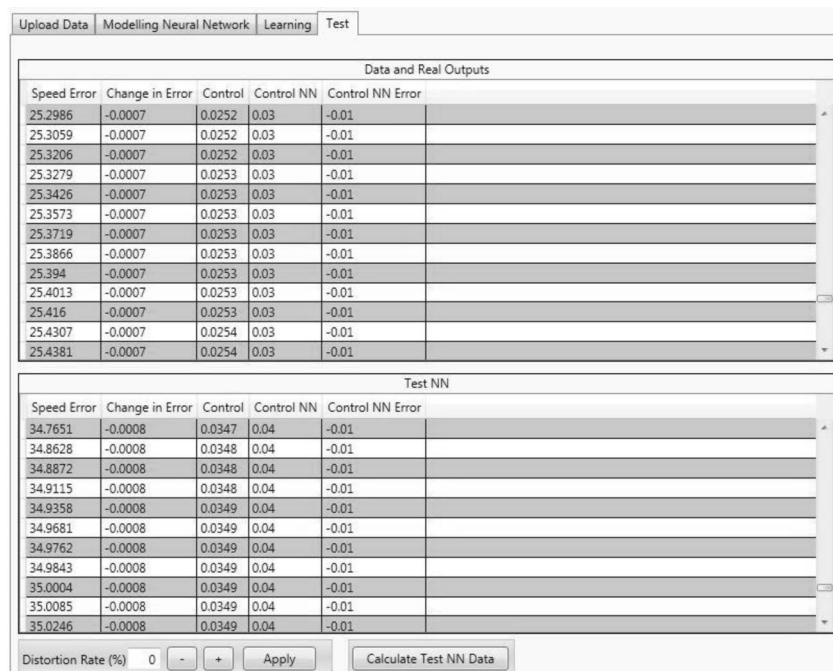 Upload Data Modelling Neural Network Learning Test
Data and Real Outputs
Speed Error Change in Error Control Control NN Control NN Error
25.2986 -0.0007 0.0252 0.03 -0.01
25.3059 -0.0007 0.0252 0.03 -0.01
25.3206 -0.0007 0.0252 0.03 -0.01
25.3279 -0.0007 0.0253 0.03 -0.01
25.3426 -0.0007 0.0253 0.03 -0.01
25.3573 -0.0007 0.0253 0.03 -0.01
25.3719 -0.0007 0.0253 0.03 -0.01
25.3866 -0.0007 0.0253 0.03 -0.01
25.394 -0.0007 0.0253 0.03 -0.01
25.4013 -0.0007 0.0253 0.03 -0.01
25.416 -0.0007 0.0253 0.03 -0.01
25.4307 -0.0007 0.0254 0.03 -0.01
25.4381 -0.0007 0.0254 0.03 -0.01
Test NN
Speed Error Change in Error Control Control NN Control NN Error
34.7651 -0.0008 0.0347 0.04 -0.01
34.8628 -0.0008 0.0348 0.04 -0.01
34.8872 -0.0008 0.0348 0.04 -0.01
34.9115 -0.0008 0.0348 0.04 -0.01
34.9358 -0.0008 0.0349 0.04 -0.01
34.9681 -0.0008 0.0349 0.04 -0.01
34.9762 -0.0008 0.0349 0.04 -0.01
34.9843 -0.0008 0.0349 0.04 -0.01
35.0004 -0.0008 0.0349 0.04 -0.01
35.0085 -0.0008 0.0349 0.04 -0.01
35.0246 -0.0008 0.0349 0.04 -0.01
Distortion Rate (%) 0 - + Apply Calculate Test NN Data